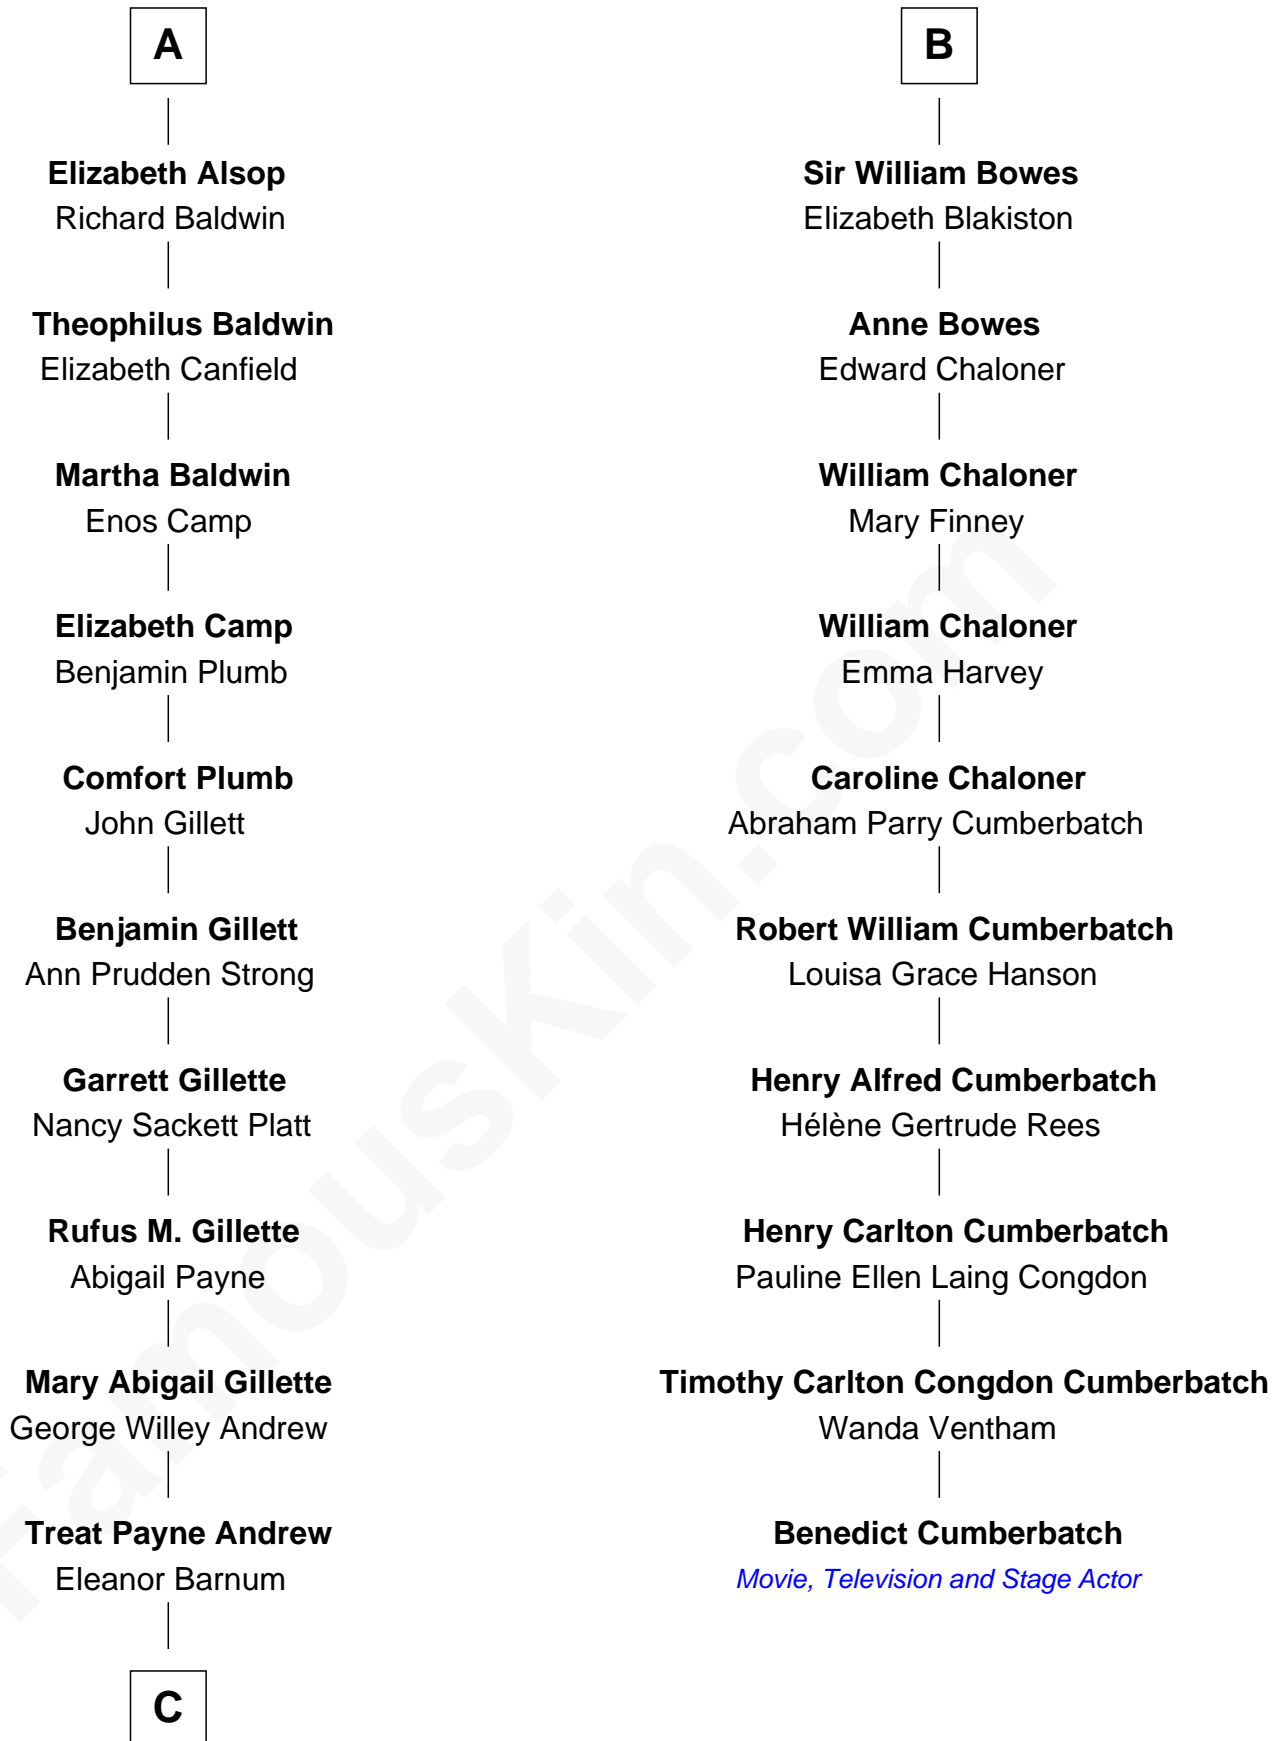 A
Elizabeth Alsop
Richard Baldwin
Theophilus Baldwin
Elizabeth Canfield
Martha Baldwin
Enos Camp
Elizabeth Camp
Benjamin Plumb
Comfort Plumb
John Gillett
Benjamin Gillett
Ann Prudden Strong
Garrett Gillette
Nancy Sackett Platt
Rufus M. Gillette
Abigail Payne
Mary Abigail Gillette
George Willey Andrew
Treat Payne Andrew
Eleanor Barnum
C
B
Sir William Bowes
Elizabeth Blakiston
Anne Bowes
Edward Chaloner
William Chaloner
Mary Finney
William Chaloner
Emma Harvey
Caroline Chaloner
Abraham Parry Cumberbatch
Robert William Cumberbatch
Louisa Grace Hanson
Henry Alfred Cumberbatch
Hélène Gertrude Rees
Henry Carlton Cumberbatch
Pauline Ellen Laing Congdon
Timothy Carlton Congdon Cumberbatch
Wanda Ventham
Benedict Cumberbatch
Movie, Television and Stage Actor
FamousKin.com